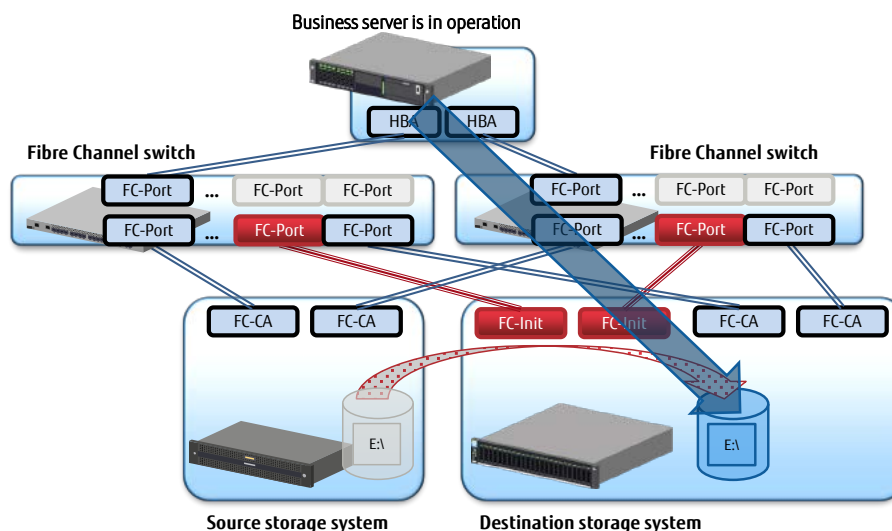 Business server is in operation
HBA HBA
Fibre Channel switch Fibre Channel switch
FC-Port ... FC-Port FC-Port FC-Port ... FC-Port FC-Port
FC-Port ... FC-Port FC-Port FC-Port ... FC-Port FC-Port
FC-CA FC-CA FC-Init FC-Init FC-CA FC-CA
E:\ E:\
Source storage system Destination storage system